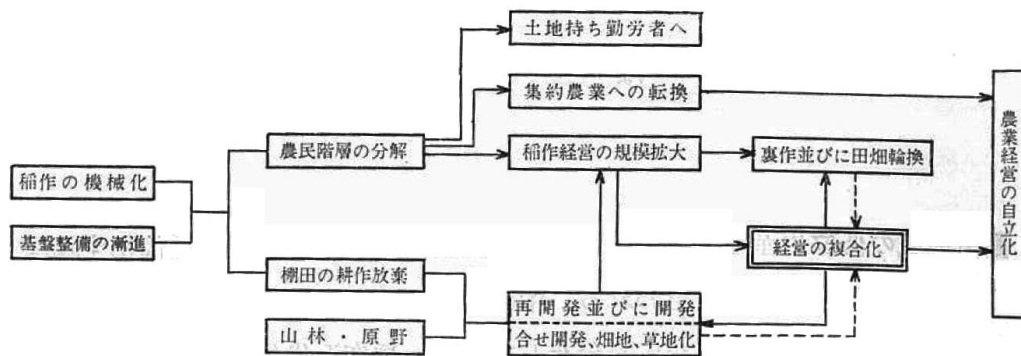 土地持ち勤労者へ
集約農業への転換
農民階層の分解
稲作経営の規模拡大
裏作並びに田畑輪換
稲作の機械化
基盤整備の漸進
経営の複合化
棚田の耕作放棄
再開発並びに開発
山林・原野
合せ開発、畑地、草地化
農業経営の自立化